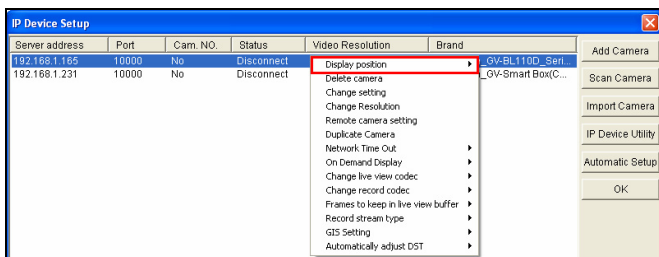 IP Device Setup
Server address Port Cam. NO. Status Video Resolution Brand
192.168.1.165 10000 No Disconnect _GV-BL110D_Seri...
192.168.1.231 10000 No Disconnect _GV-Smart Box(C...
Display position
Delete camera
Change setting
Change Resolution
Remote camera setting
Duplicate Camera
Network Time Out
On Demand Display
Change live view codec
Change record codec
Frames to keep in live view buffer
Record stream type
GIS Setting
Automatically adjust DST
Add Camera
Scan Camera
Import Camera
IP Device Utility
Automatic Setup
OK